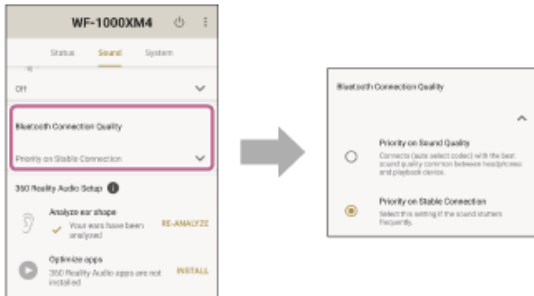 WF-1000XM4
Status Sound System
Off
Bluetooth Connection Quality
Priority on Stable Connection
360 Reality Audio Setup
Analyze ear shape
Your ears have been
analyzed
RE-ANALYZE
Optimize apps
360 Reality Audio apps are not
installed
INSTALL
Bluetooth Connection Quality
Priority on Sound Quality
Connects (auto select codec) with the best
sound quality common between headphones
and playback device.
Priority on Stable Connection
Select this setting if the sound stutters
frequently.